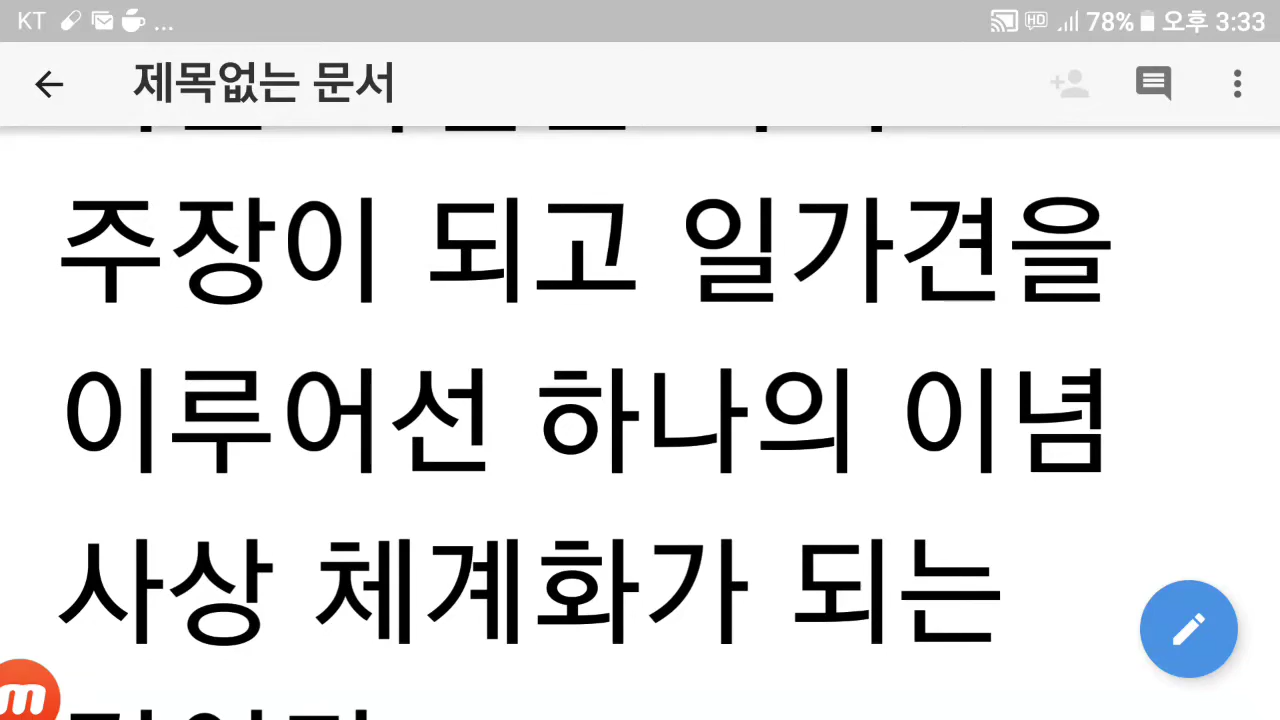 KT ... HD 78% 오후 3:33
제목없는 문서
주장이 되고 일가견을
이루어선 하나의 이념
사상 체계화가 되는